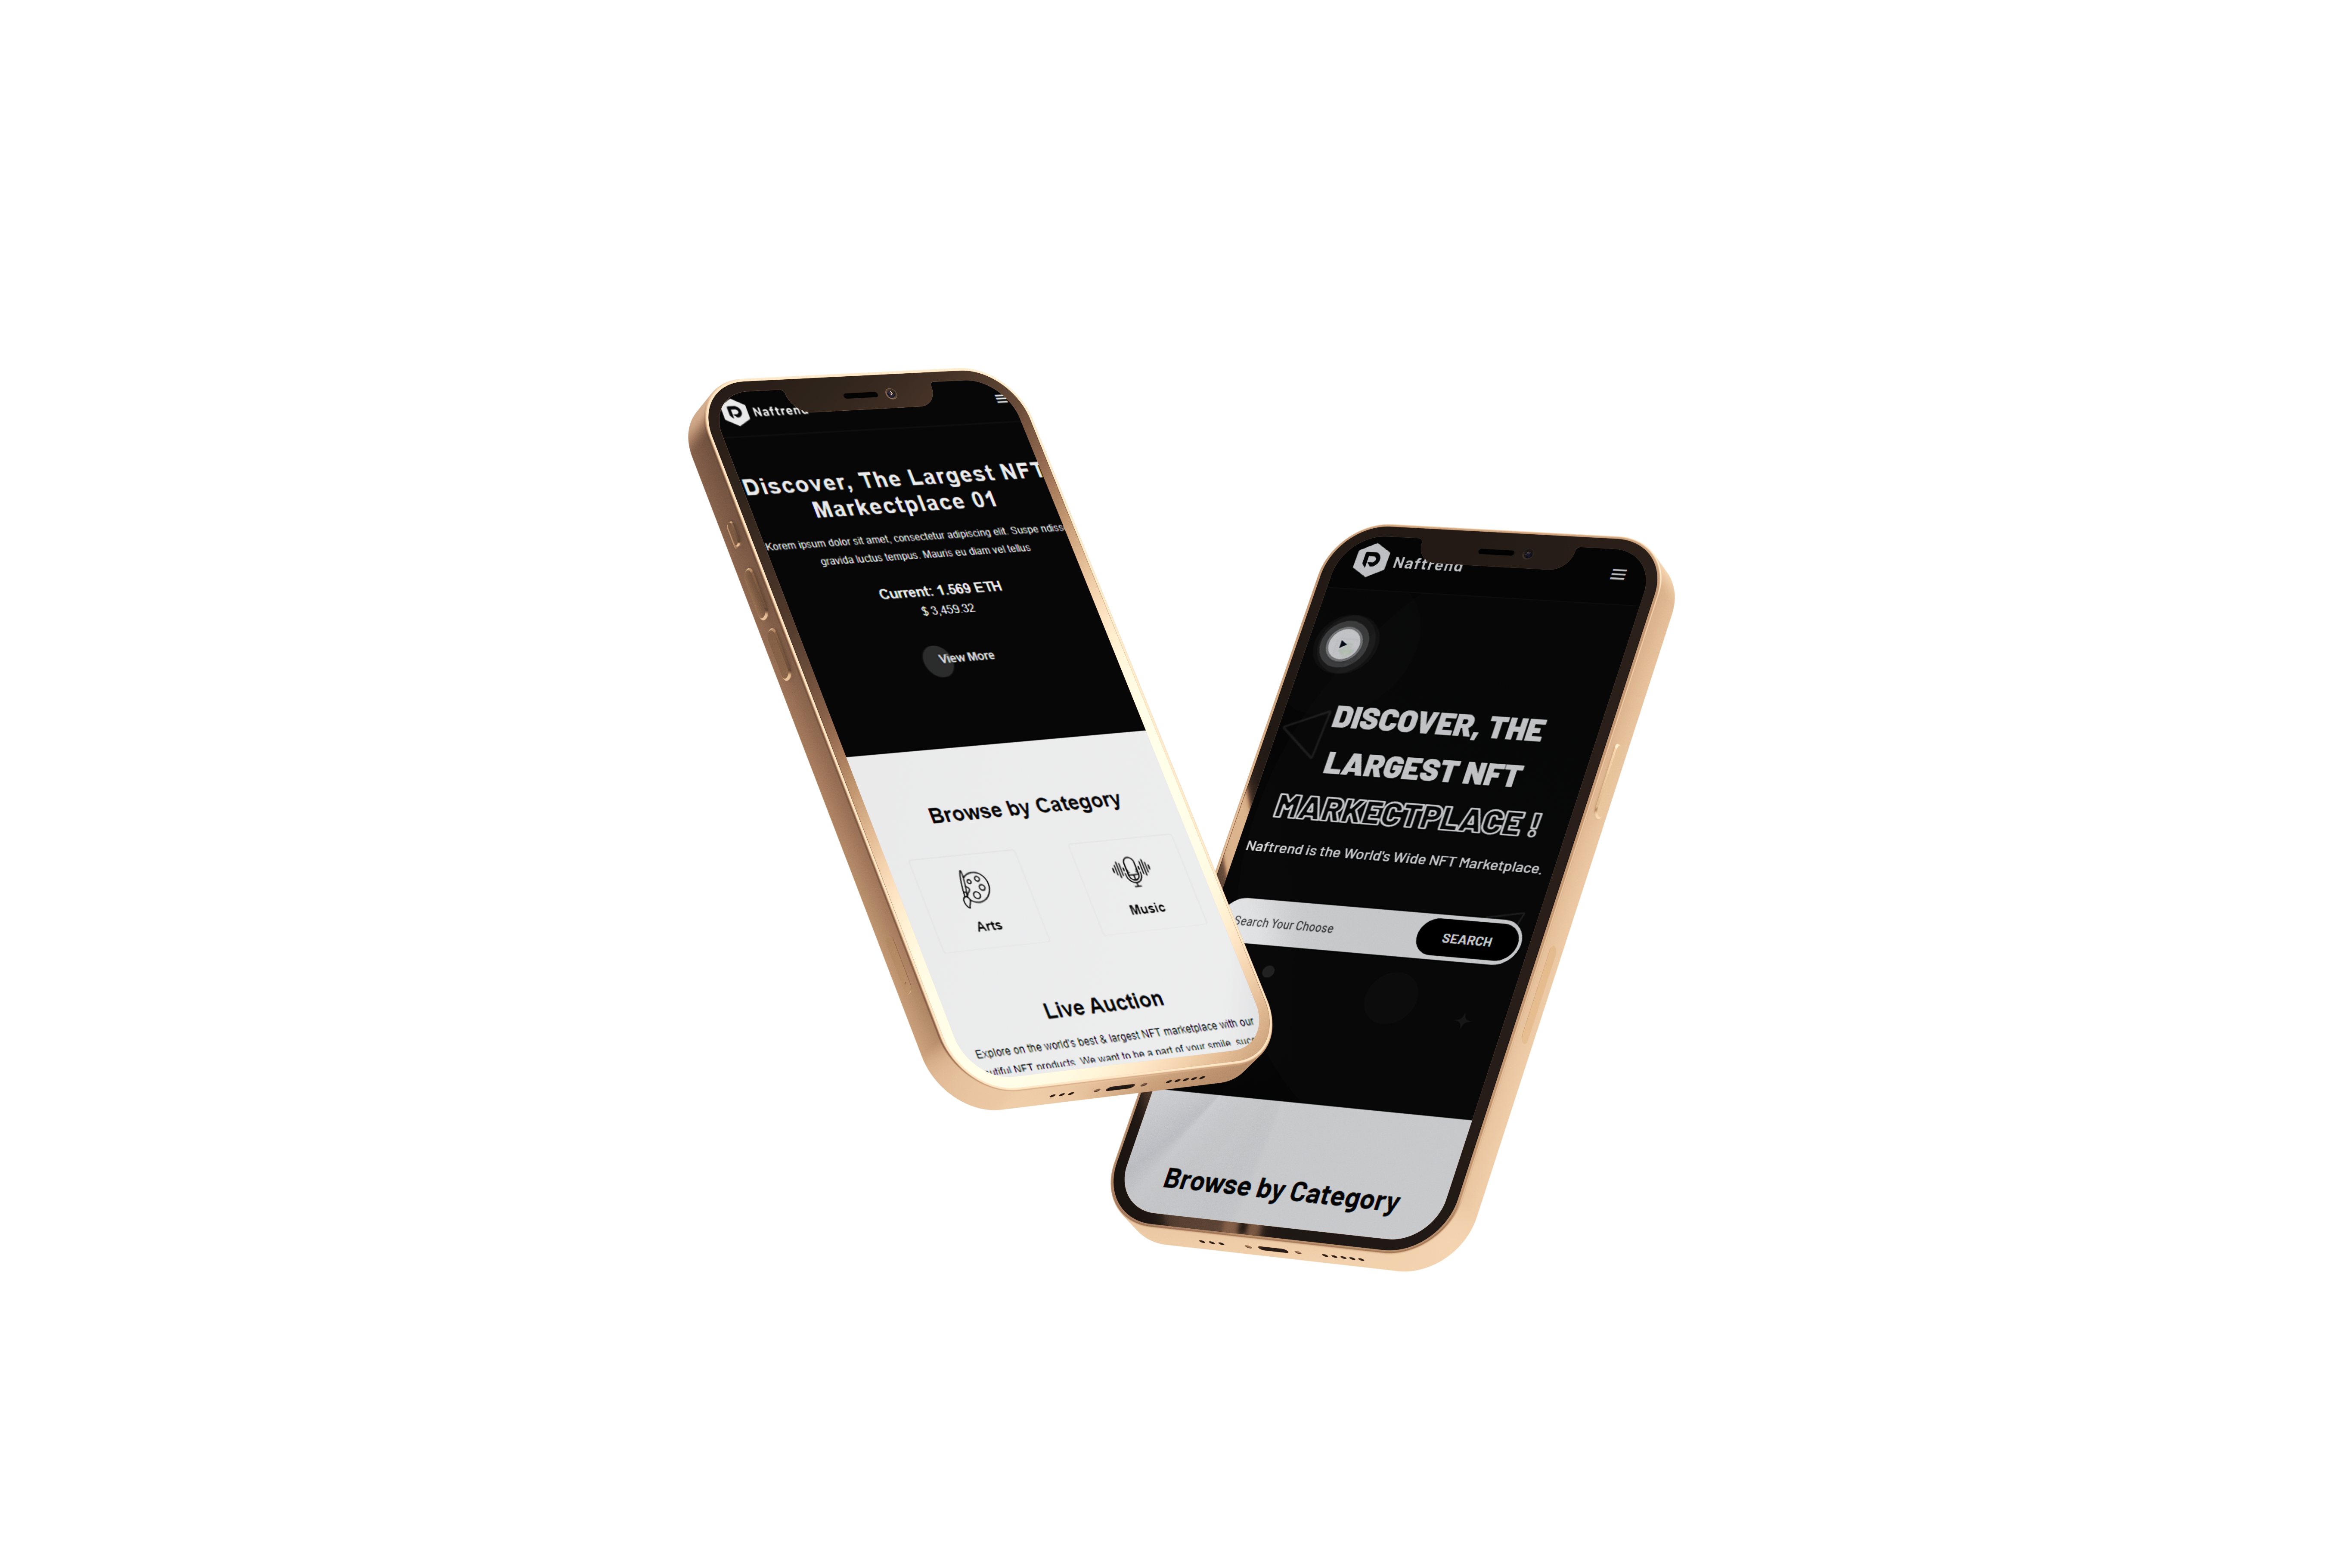 Naftrend
Discover, The Largest NFT
Markectplace 01
Korem ipsum dolor sit amet, consectetur adipiscing elit. Suspe ndiss
gravida luctus tempus. Mauris eu diam vel tellus
Current: 1.569 ETH
$ 3,459.32
View More
Browse by Category
Arts
Music
Live Auction
Explore on the world's best & largest NFT marketplace with our
utiful NFT products. We want to be a part of your smile, succ
Naftrend
DISCOVER, THE
LARGEST NFT
MARKECTPLACE !
Naftrend is the World's Wide NFT Marketplace.
Search Your Choose
SEARCH
Browse by Category